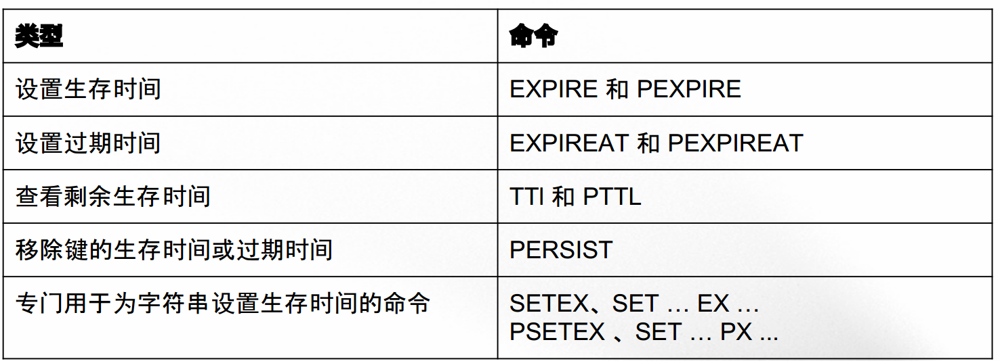 类型 命令
设置生存时间 EXPIRE 和 PEXPIRE
设置过期时间 EXPIREAT 和 PEXPIREAT
查看剩余生存时间 TTl 和 PTTL
移除键的生存时间或过期时间 PERSIST
专门用于为字符串设置生存时间的命令 SETEX、SET … EX …
PSETEX 、SET … PX ...